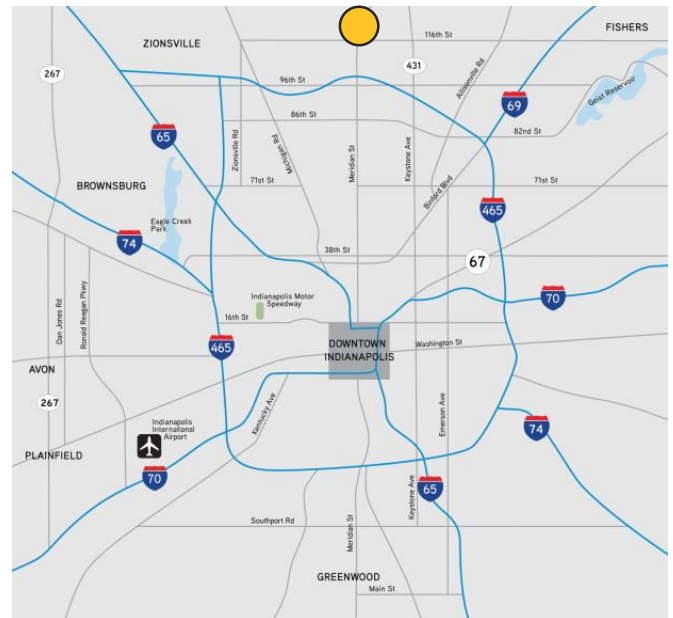 ZIONSVILLE
116th St
FISHERS
267
431
Allisonville Rd
96th St
Geist Reservoir
69
86th St
65
82nd St
Zionsville Rd
Michigan Rd
Meridian St
Keystone Ave
BROWNSBURG
71st St
Binford Blvd
71st St
465
Eagle Creek
Park
74
38th St
67
70
Indianapolis Motor
Speedway
Dan Jones Rd
Ronald Reagan Pkwy
16th St
DOWNTOWN
INDIANAPOLIS
Washington St
465
AVON
267
Kentucky Ave
Emerson Ave
Indianapolis
International
Airport
74
PLAINFIELD
70
65
Keystone Ave
Southport Rd
Meridian St
GREENWOOD
Main St